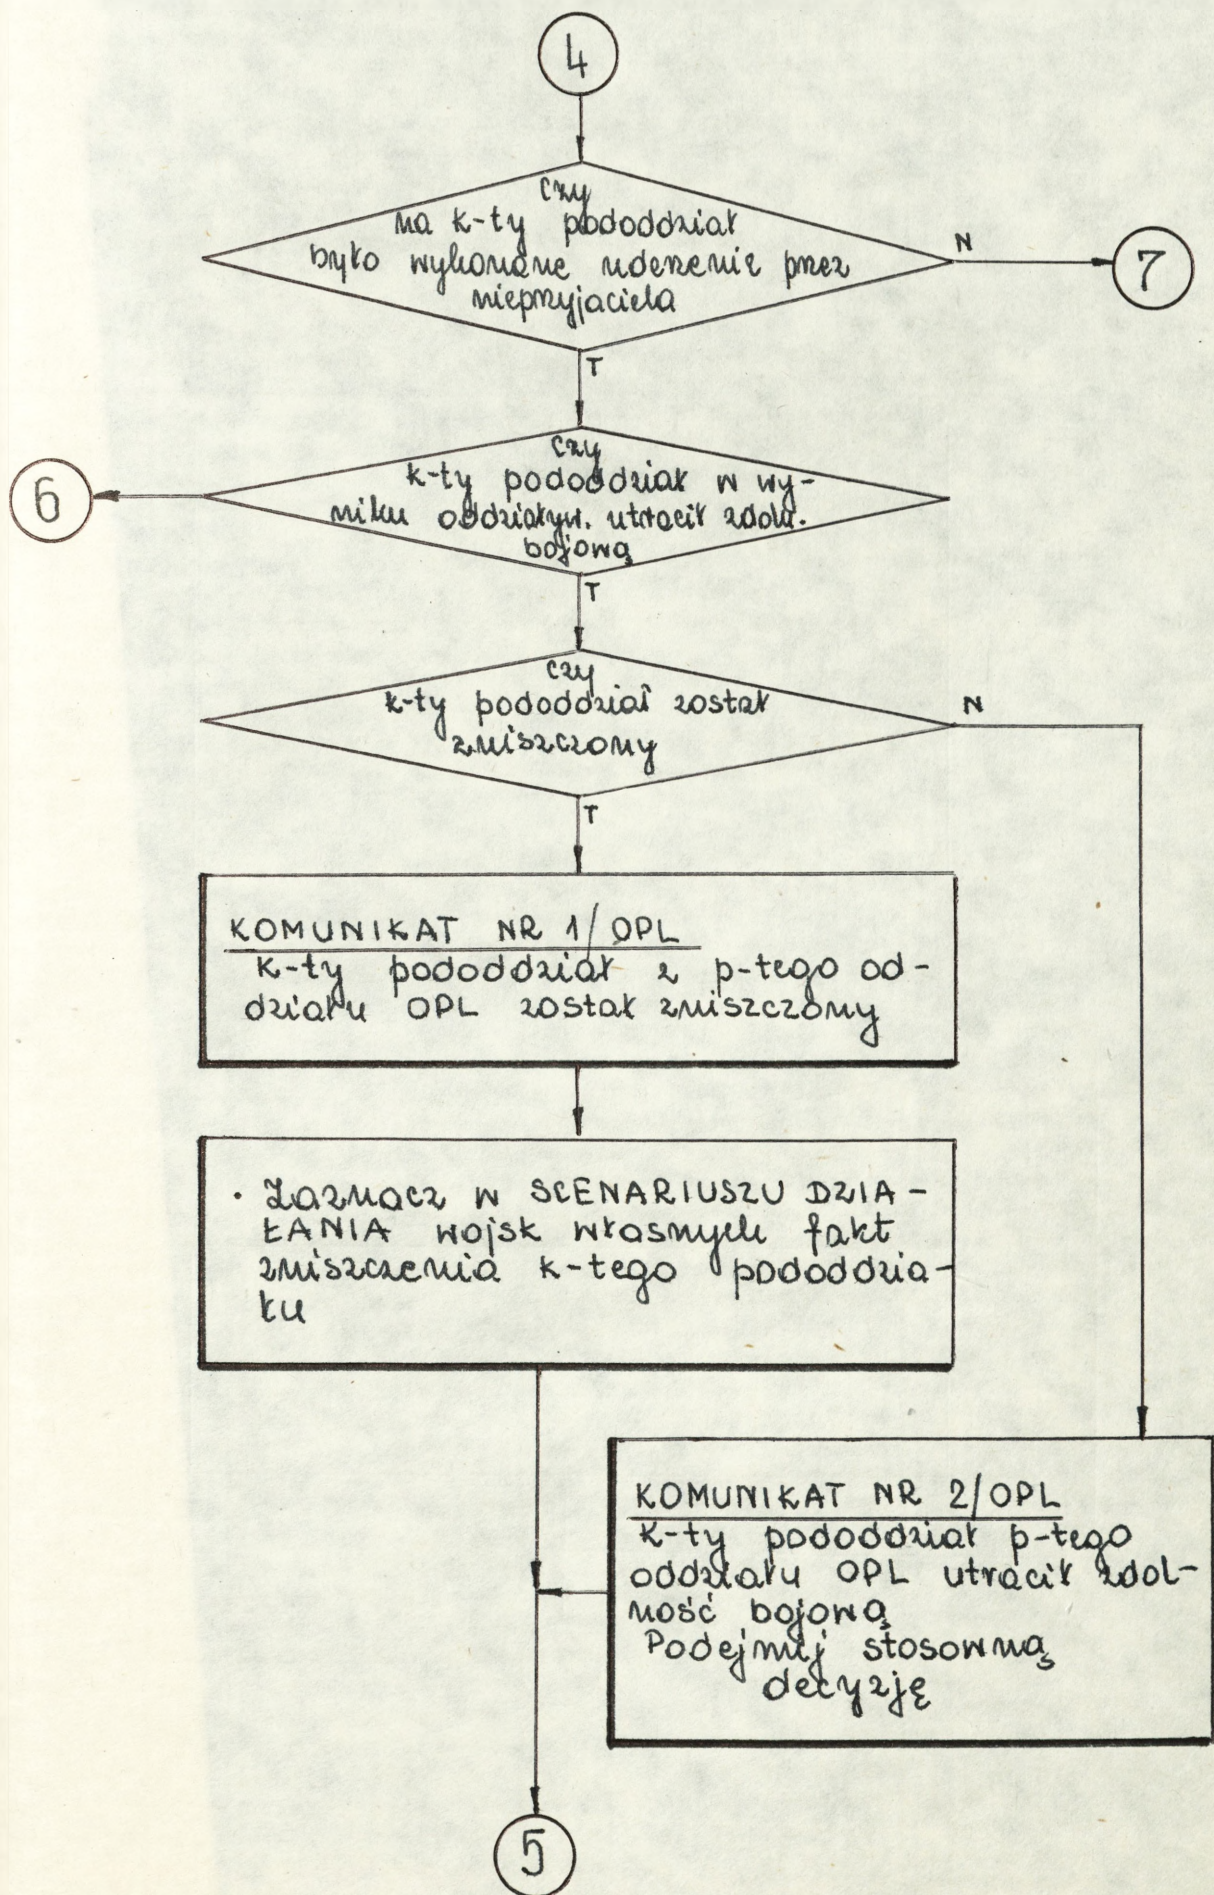 4
czy
na k-ty pododdział
było wykonane uderzenie przez
nieprzyjaciela
N
7
T
czy
k-ty pododdział w wy-
niku oddziaływ. utracił zdoln.
bojową
6
T
czy
k-ty pododdział został
zniszczony
N
T
KOMUNIKAT NR 1/OPL
k-ty pododdział z p-tego od-
działu OPL został zniszczony
· Zaznacz w SCENARIUSZU DZIA-
ŁANIA wojsk własnych fakt
zniszczenia k-tego pododdzia-
łu
KOMUNIKAT NR 2/OPL
k-ty pododdział p-tego
oddziału OPL utracił zdol-
ność bojową
Podejmij stosowną
decyzję
5